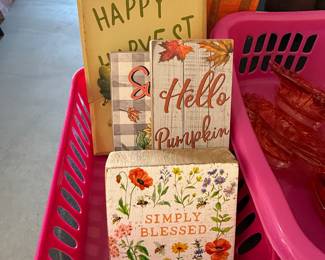 HAPPY
HARVEST
Hello
Pumpkin
SIMPLY
BLESSED